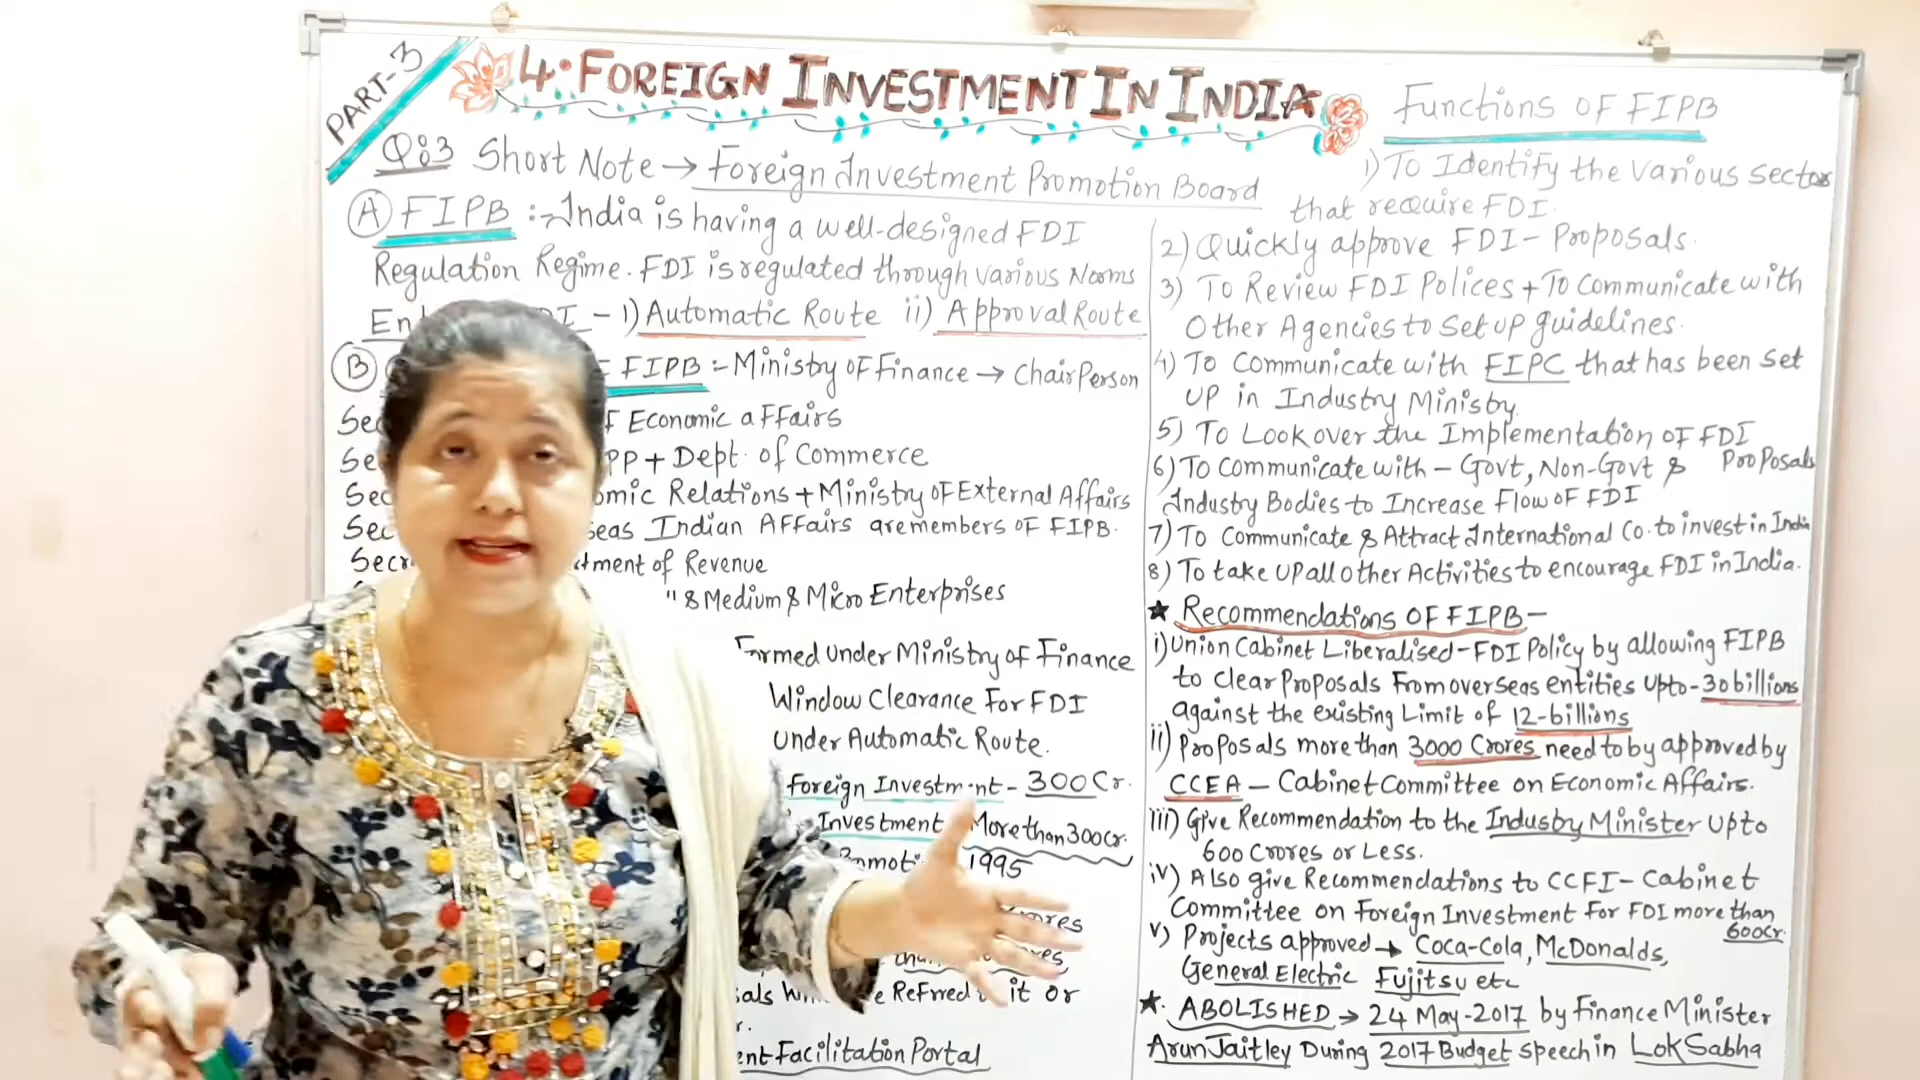 PART-3
4. FOREIGN INVESTMENT IN INDIA
Q:3 Short Note → Foreign Investment Promotion Board
(A) FIPB :- India is having a well-designed FDI
Regulation Regime. FDI is regulated through various Norms
DI - i) Automatic Route ii) Approval Route
(B) FIPB :- Ministry of Finance → ChairPerson
Economic affairs
PP + Dept. of Commerce
Relations + Ministry of External Affairs
Indian Affairs are members of FIPB.
of Revenue
" & Medium & Micro Enterprises
Formed Under Ministry of Finance
Window Clearance For FDI
Under Automatic Route.
foreign Investment - 300 Cr.
Investment More than 300 Cr.
1995
Refrred it or
Facilitation Portal
Functions OF FIPB
i) To Identify the various sector
that require FDI.
2) Quickly approve FDI - Proposals.
3) To Review FDI Polices + To Communicate with
Other Agencies to set up guidelines.
4) To Communicate with FIPC that has been set
UP in Industry Ministry.
5) To Look over the Implementation OF FDI
Proposals
6) To Communicate with - Govt, Non-Govt &
Industry Bodies to Increase Flow of FDI
7) To Communicate & Attract International Co. to invest in India
8) To take up all other Activities to encourage FDI in India.
★ Recommendations OF FIPB -
i) Union Cabinet Liberalised - FDI Policy by allowing FIPB
to clear Proposals From overseas entities upto - 30 billions
against the existing Limit of 12-billions
ii) Proposals more than 3000 Crores need to by approved by
CCEA - Cabinet Committee on Economic Affairs.
iii) Give Recommendation to the Industry Minister Upto
600 Crores or Less.
iv) Also give Recommendations to CCFI - Cabinet
Committee on Foreign Investment for FDI more than
600 Cr.
v) Projects approved → Coca-Cola, McDonalds,
General Electric Fujitsu etc
★. ABOLISHED → 24 May-2017 by Finance Minister
Arun Jaitley During 2017 Budget speech in Lok Sabha